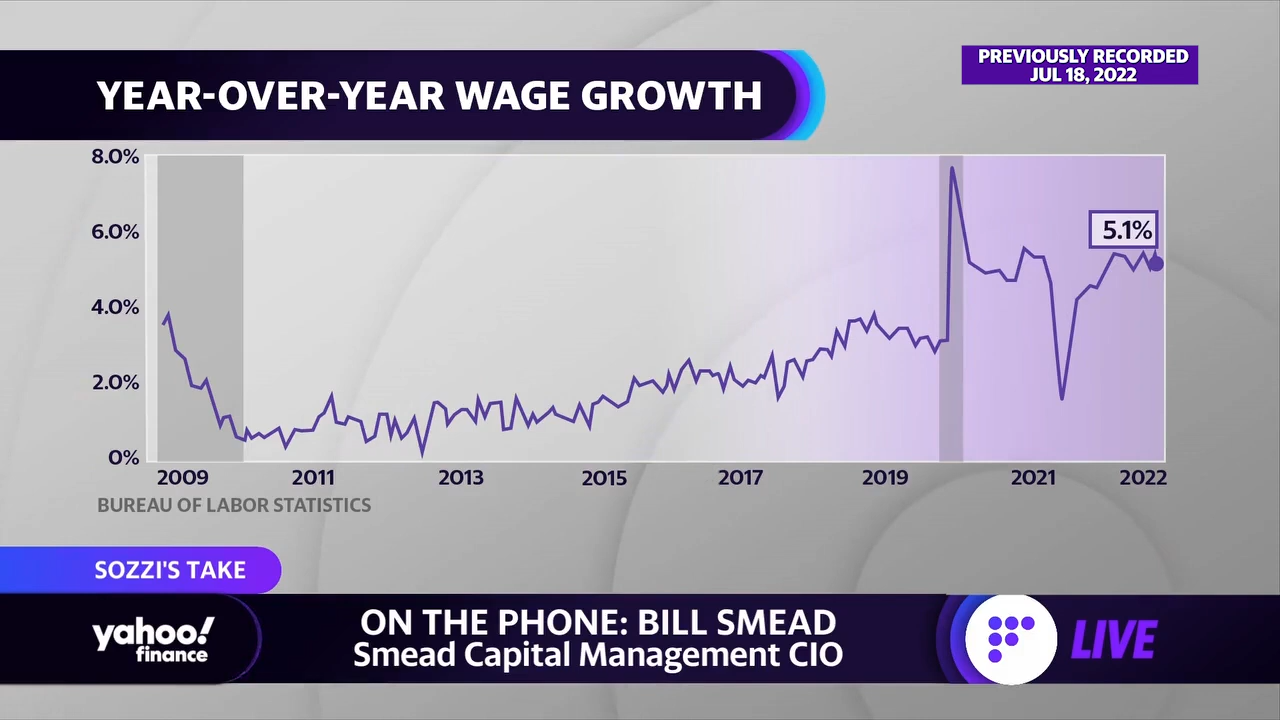 YEAR-OVER-YEAR WAGE GROWTH
PREVIOUSLY RECORDED
JUL 18, 2022
8.0%
6.0%
4.0%
2.0%
0%
5.1%
2009 2011 2013 2015 2017 2019 2021 2022
BUREAU OF LABOR STATISTICS
SOZZI'S TAKE
yahoo!
finance
ON THE PHONE: BILL SMEAD
Smead Capital Management CIO
LIVE